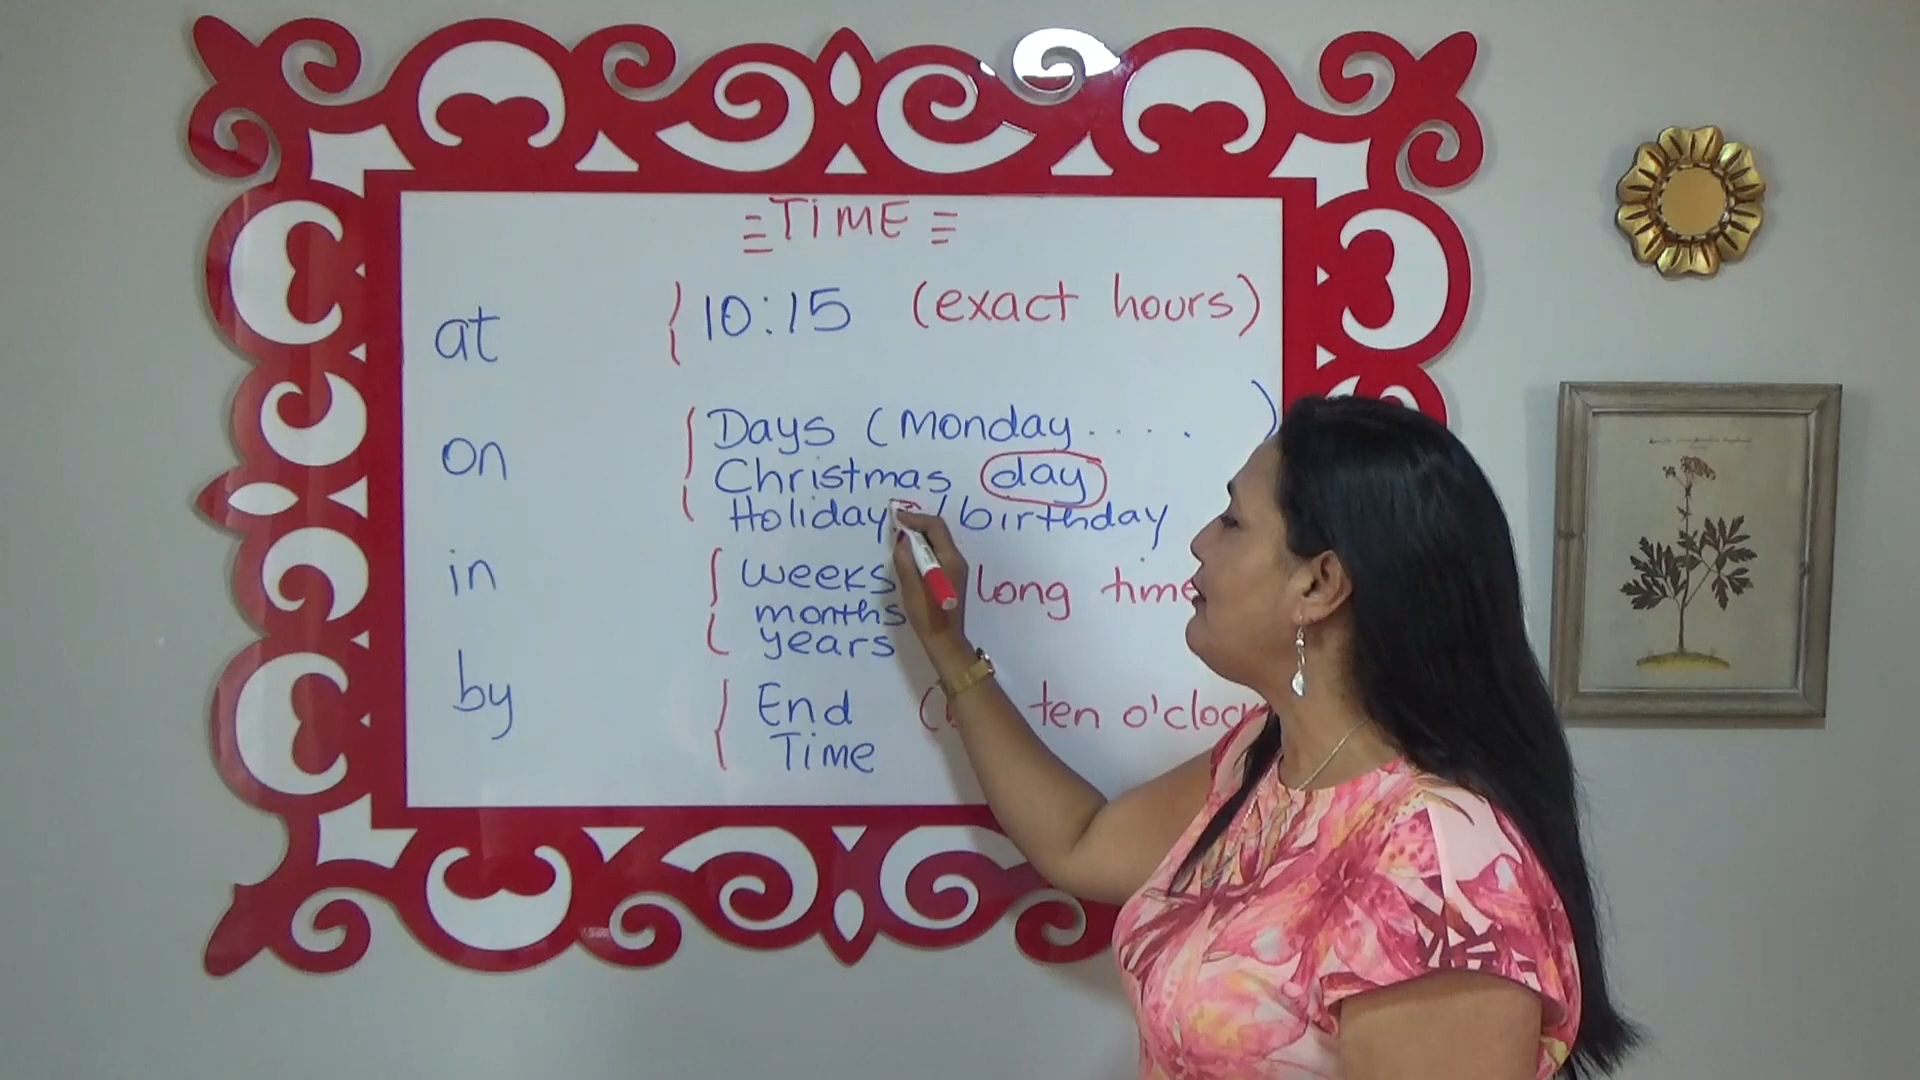 TIME
at { 10:15 (exact hours)
on { Days (Monday.... )
Christmas day
Holiday / birthday
in { weeks long time
months
years
by { End ( ten o'clock
Time